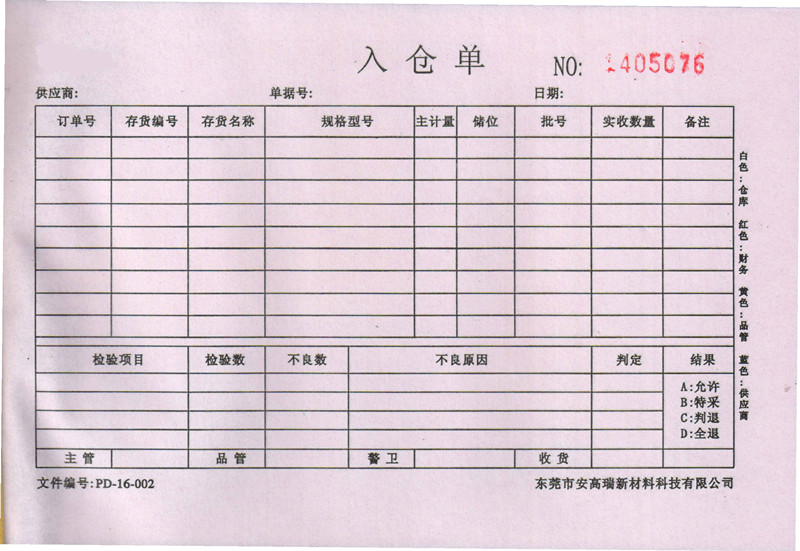 入仓单 NO: 1405076
供应商: 单据号: 日期:
订单号 存货编号 存货名称 规格型号 主计量 储位 批号 实收数量 备注
白色:仓库 红色:财务 黄色:品管 蓝色:供应商
检验项目 检验数 不良数 不良原因 判定 结果
A:允许
B:特采
C:判退
D:全退
主管 品管 警卫 收货
文件编号:PD-16-002 东莞市安高瑞新材料科技有限公司